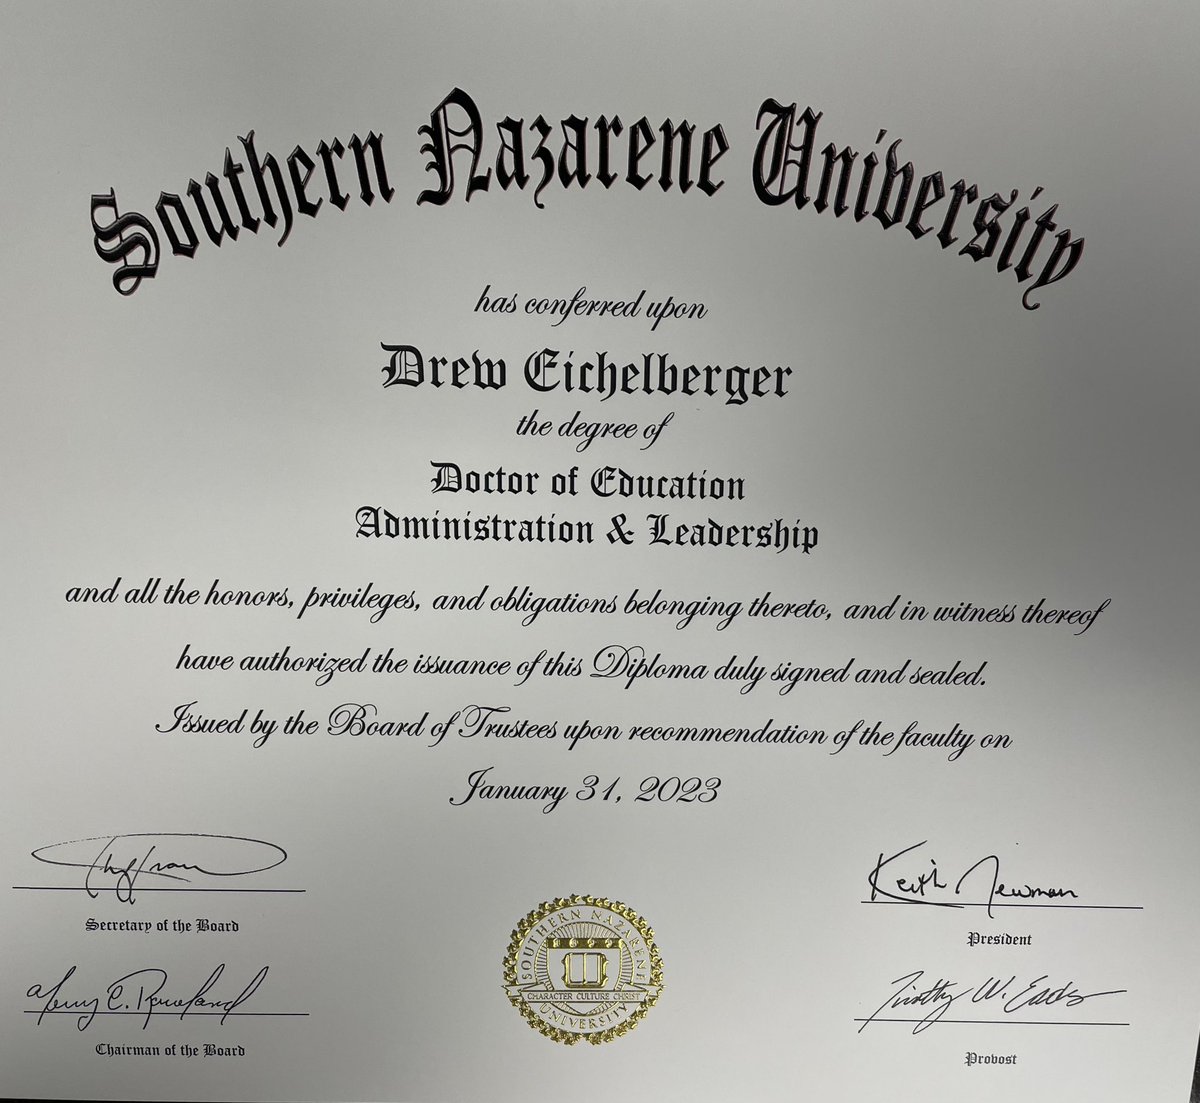 Southern Nazarene University
has conferred upon
Drew Eichelberger
the degree of
Doctor of Education
Administration & Leadership
and all the honors, privileges, and obligations belonging thereto, and in witness thereof
have authorized the issuance of this Diploma duly signed and sealed.
Issued by the Board of Trustees upon recommendation of the faculty on
January 31, 2023
Secretary of the Board
Keith Newman
President
C. Rowland
Chairman of the Board
Timothy W. Eads
Provost
SOUTHERN NAZARENE
CHARACTER CULTURE CHRIST
UNIVERSITY